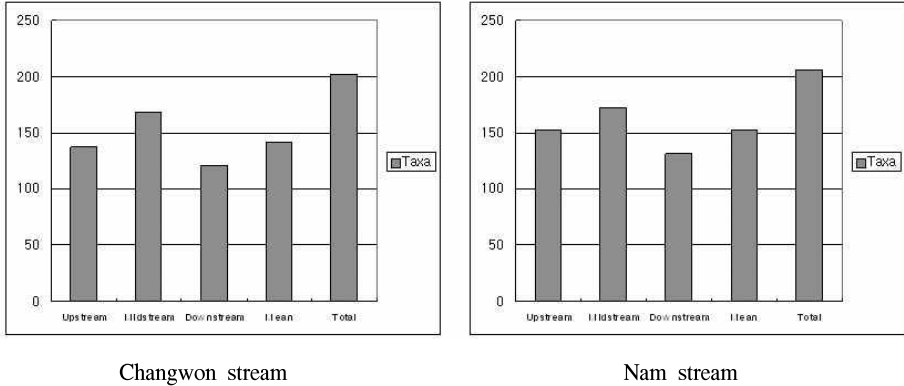 250
200
150
100
50
0
Upstream Midstream Downstream Mean Total
Taxa
Changwon stream
250
200
150
100
50
0
Upstream Midstream Downstream Mean Total
Taxa
Nam stream